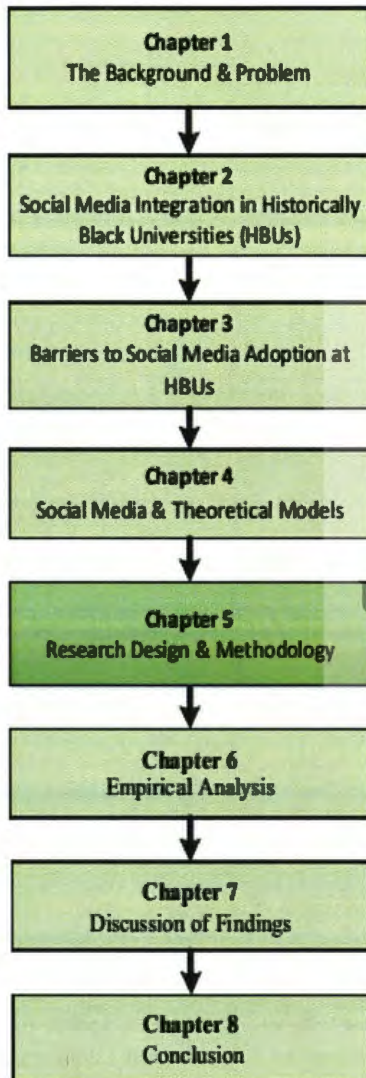 Chapter 1
The Background & Problem
Chapter 2
Social Media Integration in Historically
Black Universities (HBUs)
Chapter 3
Barriers to Social Media Adoption at
HBUs
Chapter 4
Social Media & Theoretical Models
Chapter 5
Research Design & Methodology
Chapter 6
Empirical Analysis
Chapter 7
Discussion of Findings
Chapter 8
Conclusion